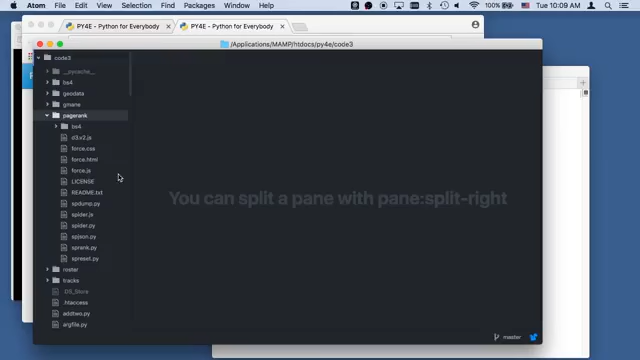 Atom File Edit View Selection Find Packages Window Help 100% Tue 10:09 AM
PY4E - Python for Everybody PY4E - Python for Everybody
/Applications/MAMP/htdocs/py4e/code3
code3
__pycache__
bs4
geodata
gmane
pagerank
bs4
d3.v2.js
force.css
force.html
force.js
LICENSE
README.txt
spdump.py
spider.js
spider.py
spjson.py
sprank.py
spreset.py
roster
tracks
.DS_Store
.htaccess
addtwo.py
argfile.py
You can split a pane with pane:split-right
master